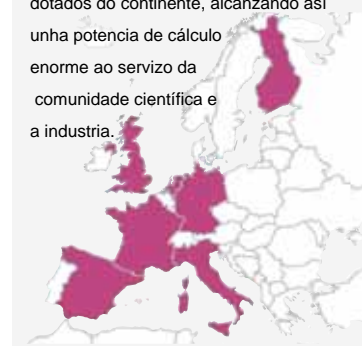 dotados do continente, alcanzando así
unha potencia de cálculo
enorme ao servizo da
comunidade científica e
a industria.